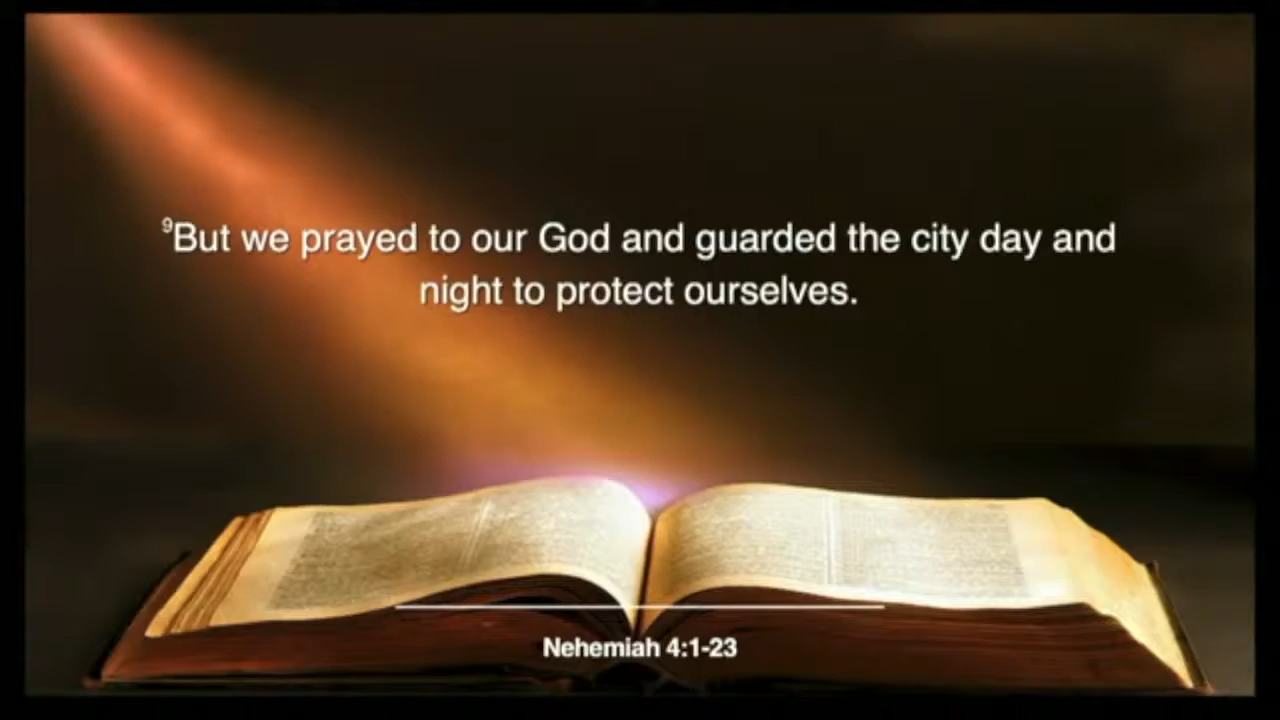 ⁹But we prayed to our God and guarded the city day and
night to protect ourselves.
Nehemiah 4:1-23